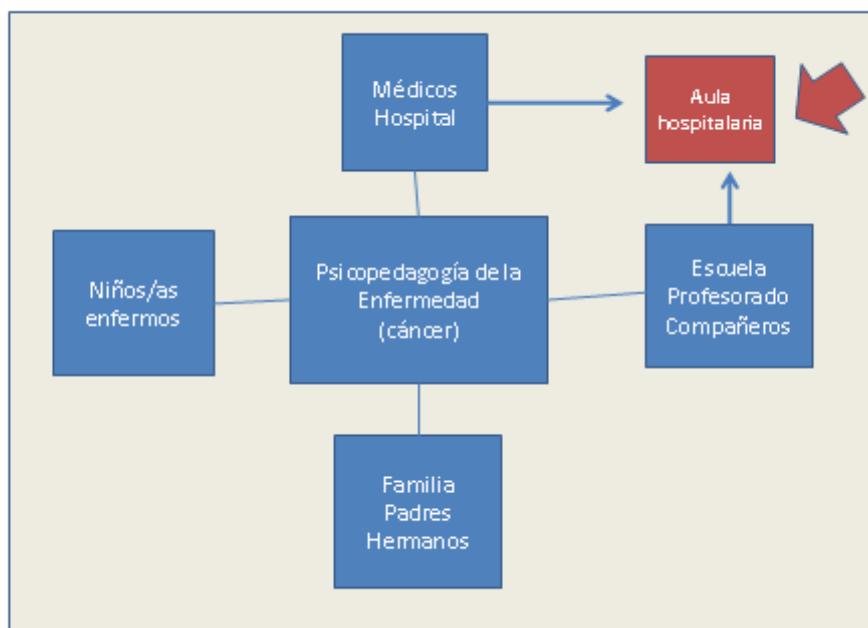 Médicos
Hospital
Aula
hospitalaria
Niños/as
enfermos
Psicopedagogía de la
Enfermedad
(cáncer)
Escuela
Profesorado
Compañeros
Familia
Padres
Hermanos